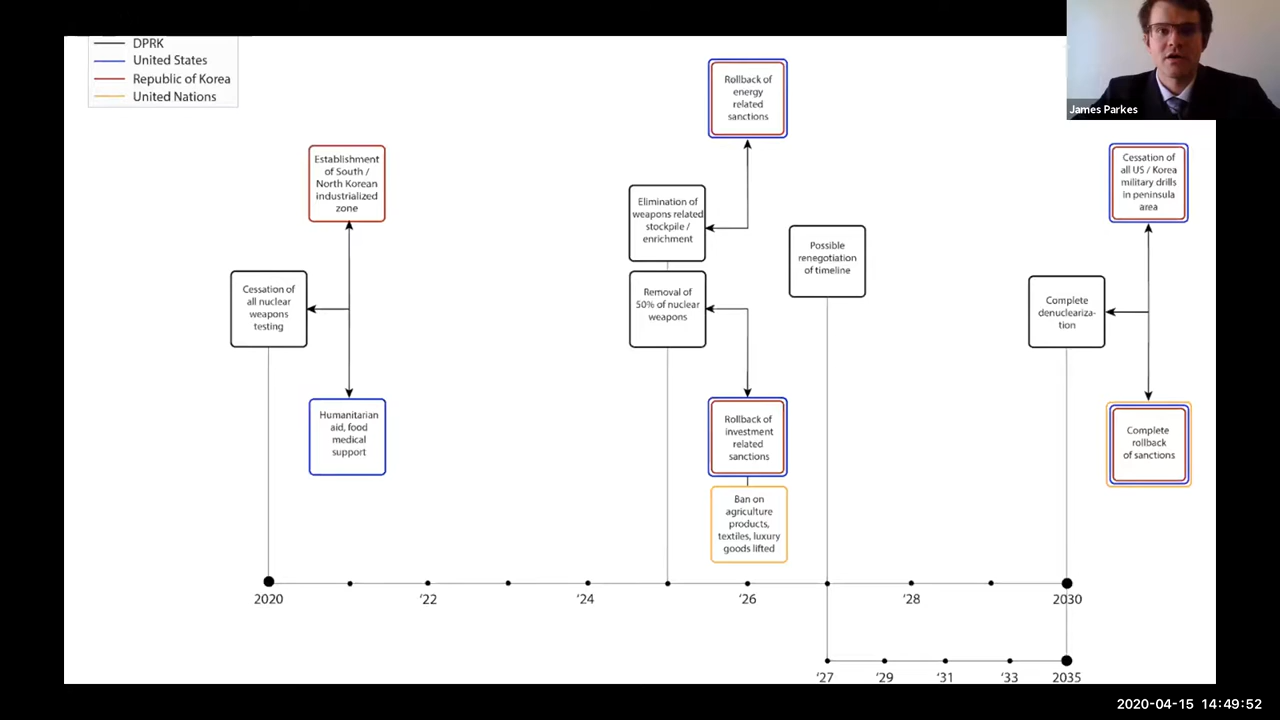 DPRK
United States
Republic of Korea
United Nations
James Parkes
Rollback of
energy
related
sanctions
Establishment
of South /
North Korean
industrialized
zone
Cessation of
all US / Korea
military drills
in peninsula
area
Elimination of
weapons related
stockpile /
enrichment
Possible
renegotiation
of timeline
Cessation of
all nuclear
weapons
testing
Removal of
50% of nuclear
weapons
Complete
denucleariza-
tion
Humanitarian
aid, food
medical
support
Rollback of
investment
related
sanctions
Complete
rollback
of sanctions
Ban on
agriculture
products,
textiles, luxury
goods lifted
2020 ‘22 ‘24 ‘26 ‘28 2030
‘27 ‘29 ‘31 ‘33 2035
2020-04-15 14:49:52